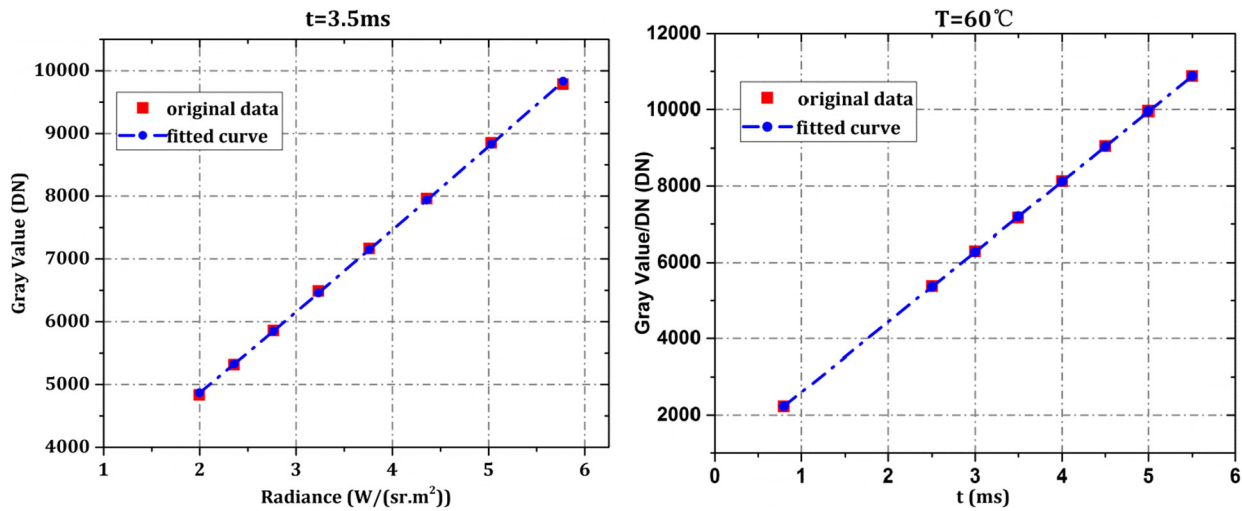 t=3.5ms
10000
9000
8000
7000
6000
5000
4000
Gray Value (DN)
original data
fitted curve
1 2 3 4 5 6
Radiance (W/(sr.m²))
T=60℃
12000
10000
8000
6000
4000
2000
Gray Value/DN (DN)
original data
fitted curve
0 1 2 3 4 5 6
t (ms)